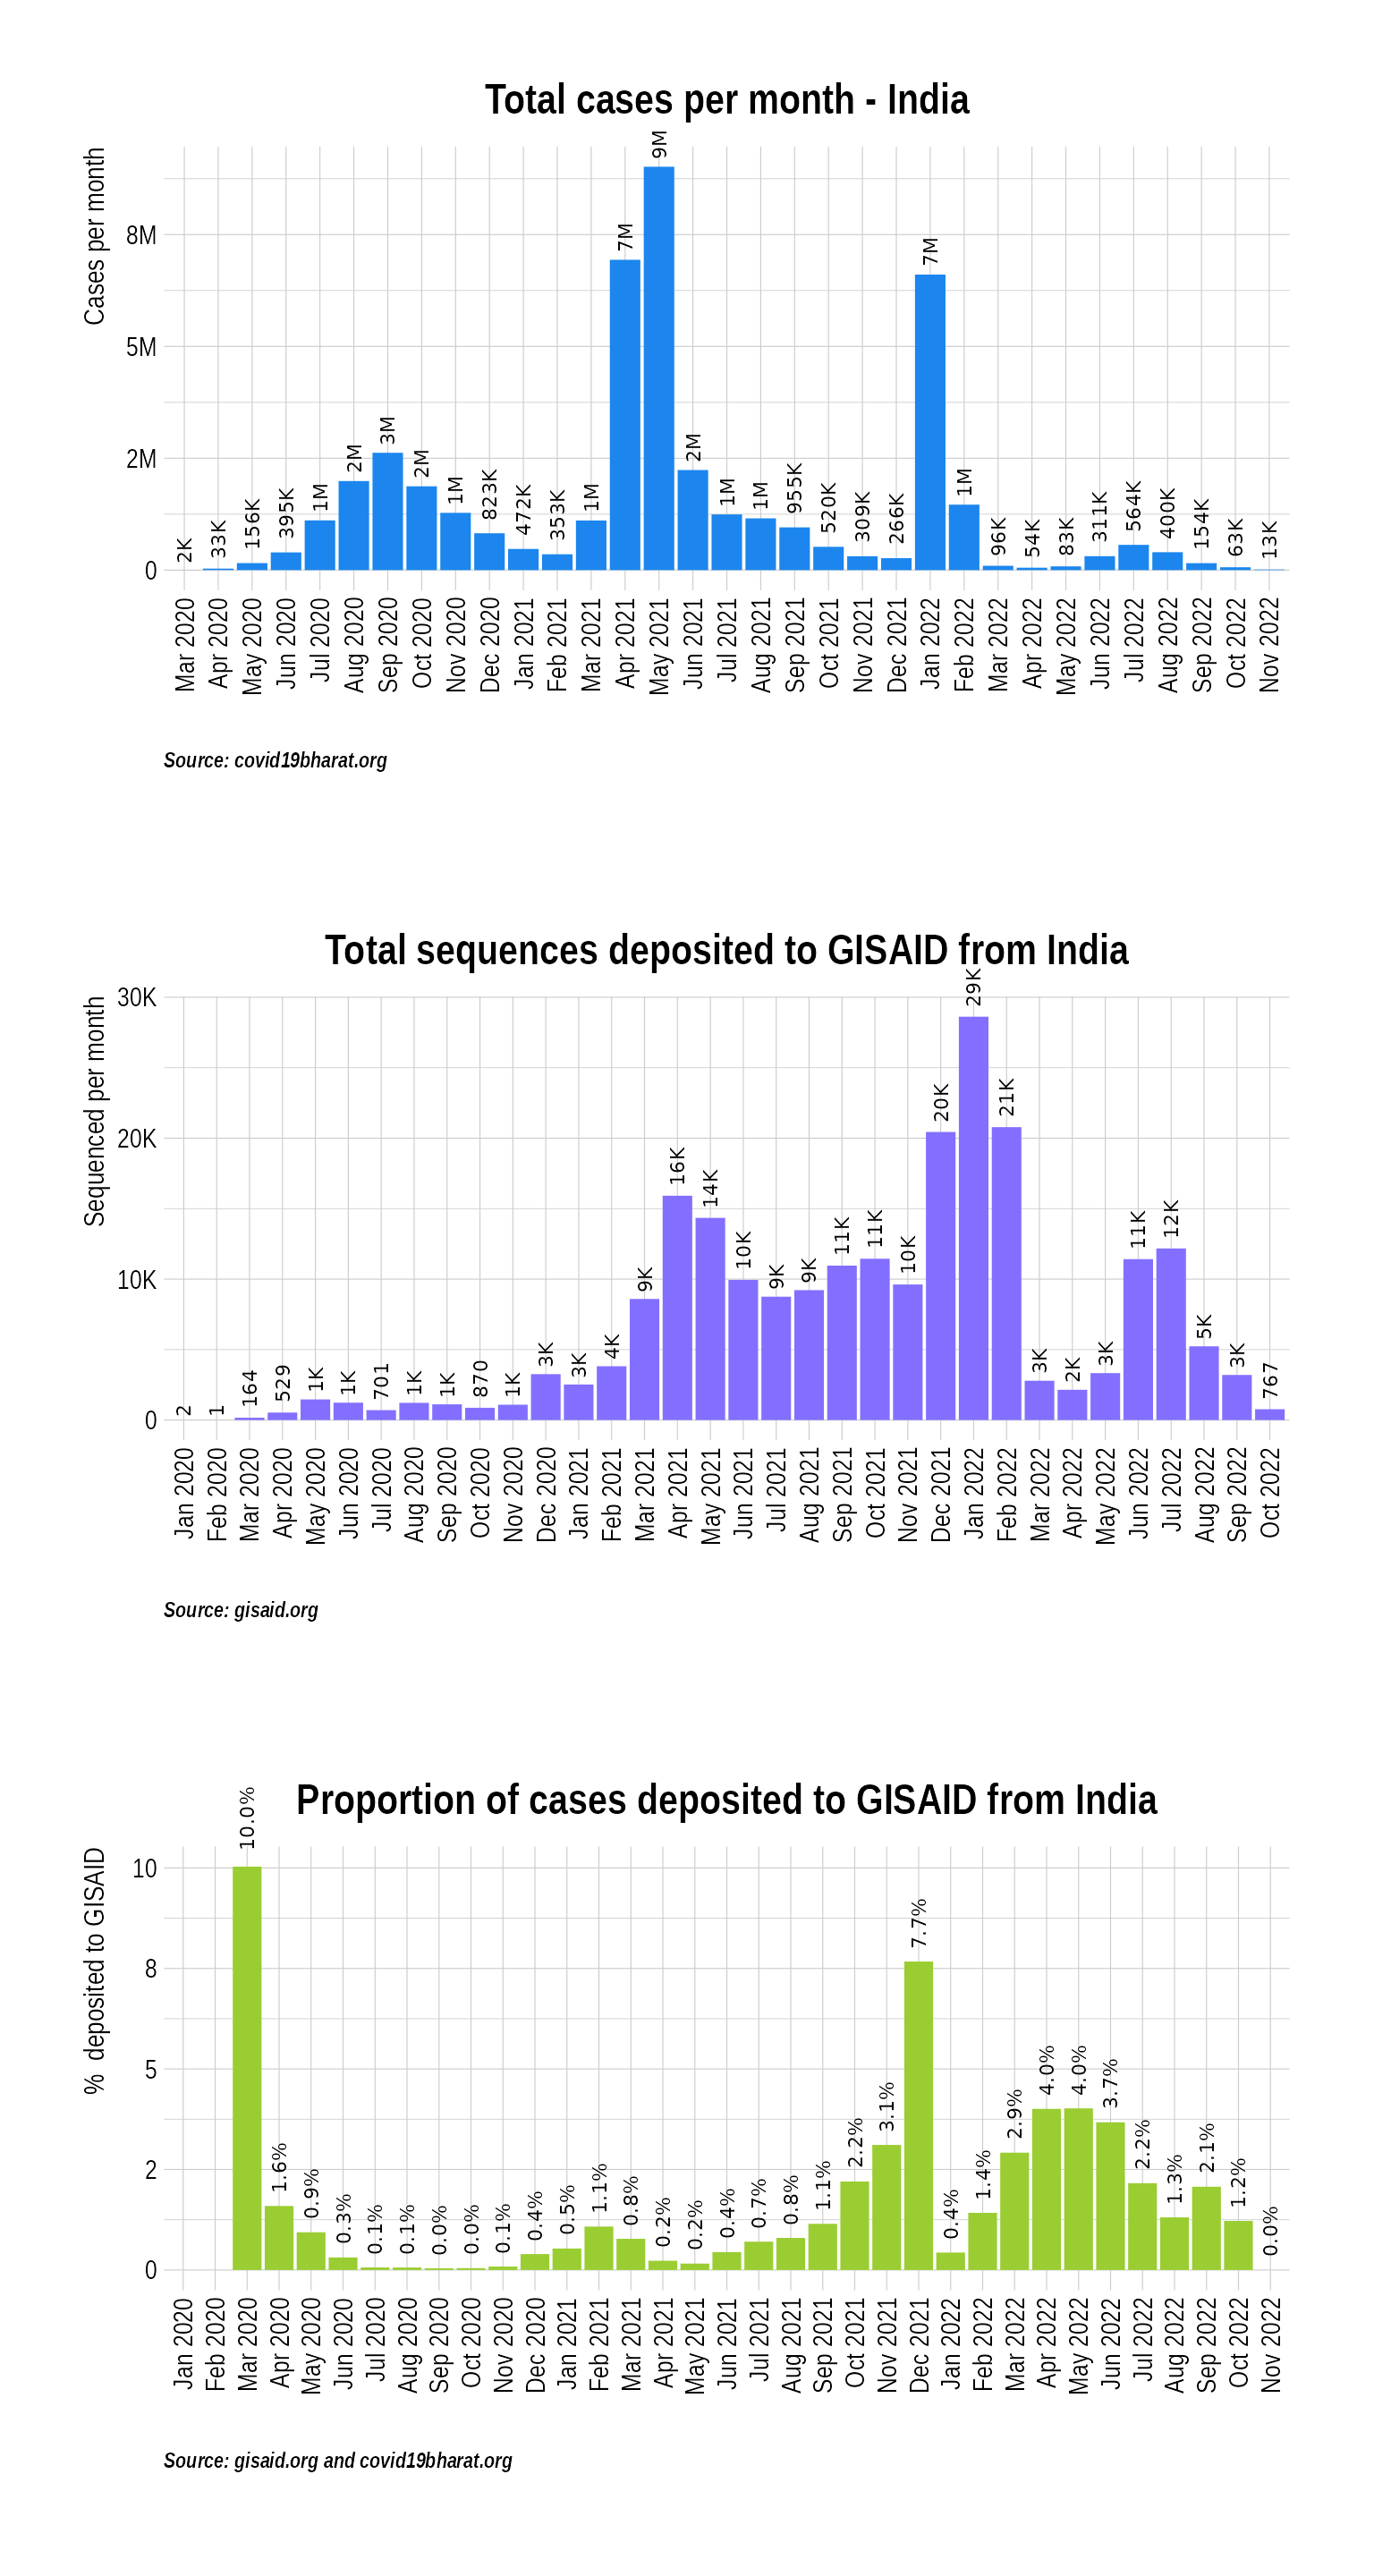 Total cases per month - India
Cases per month
8M
5M
2M
0
2K
33K
156K
395K
1M
2M
3M
2M
1M
823K
472K
353K
1M
7M
9M
2M
1M
1M
955K
520K
309K
266K
7M
1M
96K
54K
83K
311K
564K
400K
154K
63K
13K
Mar 2020
Apr 2020
May 2020
Jun 2020
Jul 2020
Aug 2020
Sep 2020
Oct 2020
Nov 2020
Dec 2020
Jan 2021
Feb 2021
Mar 2021
Apr 2021
May 2021
Jun 2021
Jul 2021
Aug 2021
Sep 2021
Oct 2021
Nov 2021
Dec 2021
Jan 2022
Feb 2022
Mar 2022
Apr 2022
May 2022
Jun 2022
Jul 2022
Aug 2022
Sep 2022
Oct 2022
Nov 2022
Source: covid19bharat.org
Total sequences deposited to GISAID from India
Sequenced per month
30K
20K
10K
0
2
1
164
529
1K
1K
701
1K
1K
870
1K
3K
3K
4K
9K
16K
14K
10K
9K
9K
11K
11K
10K
20K
29K
21K
3K
2K
3K
11K
12K
5K
3K
767
Jan 2020
Feb 2020
Mar 2020
Apr 2020
May 2020
Jun 2020
Jul 2020
Aug 2020
Sep 2020
Oct 2020
Nov 2020
Dec 2020
Jan 2021
Feb 2021
Mar 2021
Apr 2021
May 2021
Jun 2021
Jul 2021
Aug 2021
Sep 2021
Oct 2021
Nov 2021
Dec 2021
Jan 2022
Feb 2022
Mar 2022
Apr 2022
May 2022
Jun 2022
Jul 2022
Aug 2022
Sep 2022
Oct 2022
Source: gisaid.org
Proportion of cases deposited to GISAID from India
% deposited to GISAID
10
8
5
2
0
10.0%
1.6%
0.9%
0.3%
0.1%
0.1%
0.0%
0.0%
0.1%
0.4%
0.5%
1.1%
0.8%
0.2%
0.2%
0.4%
0.7%
0.8%
1.1%
2.2%
3.1%
7.7%
0.4%
1.4%
2.9%
4.0%
4.0%
3.7%
2.2%
1.3%
2.1%
1.2%
0.0%
Jan 2020
Feb 2020
Mar 2020
Apr 2020
May 2020
Jun 2020
Jul 2020
Aug 2020
Sep 2020
Oct 2020
Nov 2020
Dec 2020
Jan 2021
Feb 2021
Mar 2021
Apr 2021
May 2021
Jun 2021
Jul 2021
Aug 2021
Sep 2021
Oct 2021
Nov 2021
Dec 2021
Jan 2022
Feb 2022
Mar 2022
Apr 2022
May 2022
Jun 2022
Jul 2022
Aug 2022
Sep 2022
Oct 2022
Nov 2022
Source: gisaid.org and covid19bharat.org